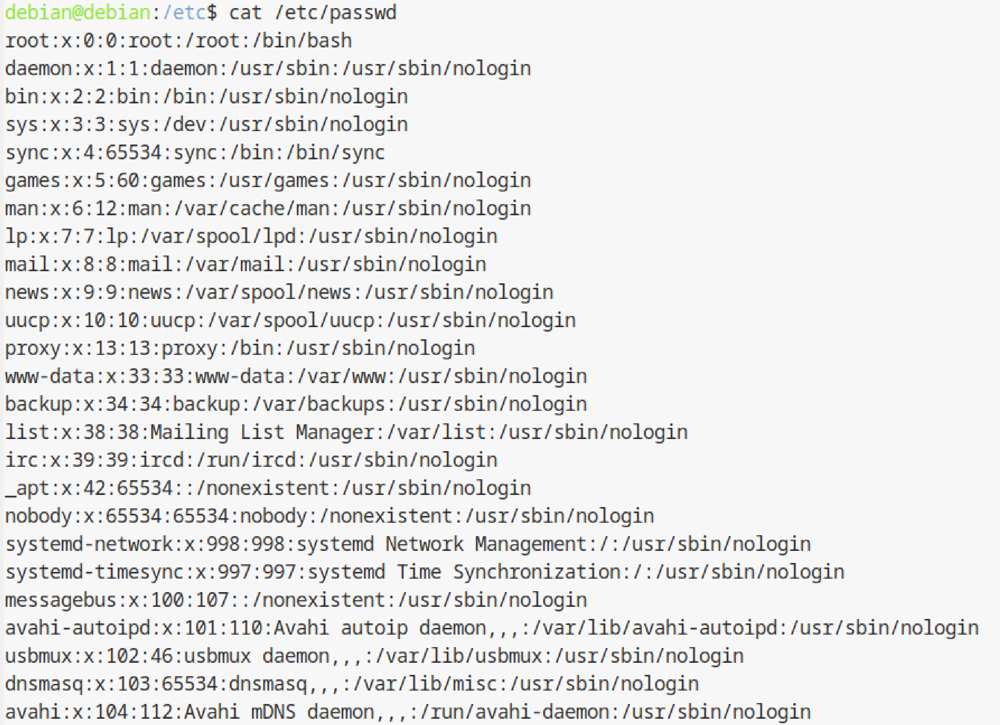 debian@debian:/etc$ cat /etc/passwd
root:x:0:0:root:/root:/bin/bash
daemon:x:1:1:daemon:/usr/sbin:/usr/sbin/nologin
bin:x:2:2:bin:/bin:/usr/sbin/nologin
sys:x:3:3:sys:/dev:/usr/sbin/nologin
sync:x:4:65534:sync:/bin:/bin/sync
games:x:5:60:games:/usr/games:/usr/sbin/nologin
man:x:6:12:man:/var/cache/man:/usr/sbin/nologin
lp:x:7:7:lp:/var/spool/lpd:/usr/sbin/nologin
mail:x:8:8:mail:/var/mail:/usr/sbin/nologin
news:x:9:9:news:/var/spool/news:/usr/sbin/nologin
uucp:x:10:10:uucp:/var/spool/uucp:/usr/sbin/nologin
proxy:x:13:13:proxy:/bin:/usr/sbin/nologin
www-data:x:33:33:www-data:/var/www:/usr/sbin/nologin
backup:x:34:34:backup:/var/backups:/usr/sbin/nologin
list:x:38:38:Mailing List Manager:/var/list:/usr/sbin/nologin
irc:x:39:39:ircd:/run/ircd:/usr/sbin/nologin
_apt:x:42:65534::/nonexistent:/usr/sbin/nologin
nobody:x:65534:65534:nobody:/nonexistent:/usr/sbin/nologin
systemd-network:x:998:998:systemd Network Management:/:/usr/sbin/nologin
systemd-timesync:x:997:997:systemd Time Synchronization:/:/usr/sbin/nologin
messagebus:x:100:107::/nonexistent:/usr/sbin/nologin
avahi-autoipd:x:101:110:Avahi autoip daemon,,,:/var/lib/avahi-autoipd:/usr/sbin/nologin
usbmux:x:102:46:usbmux daemon,,,:/var/lib/usbmux:/usr/sbin/nologin
dnsmasq:x:103:65534:dnsmasq,,,:/var/lib/misc:/usr/sbin/nologin
avahi:x:104:112:Avahi mDNS daemon,,,:/run/avahi-daemon:/usr/sbin/nologin